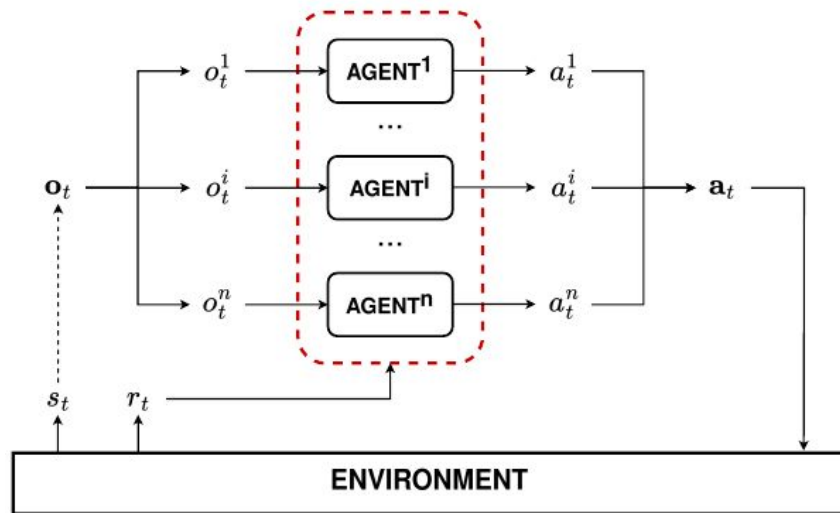 o_t^1 AGENT^1 a_t^1
...
𝐨_t o_t^i AGENT^i a_t^i 𝐚_t
...
o_t^n AGENT^n a_t^n
s_t r_t
ENVIRONMENT